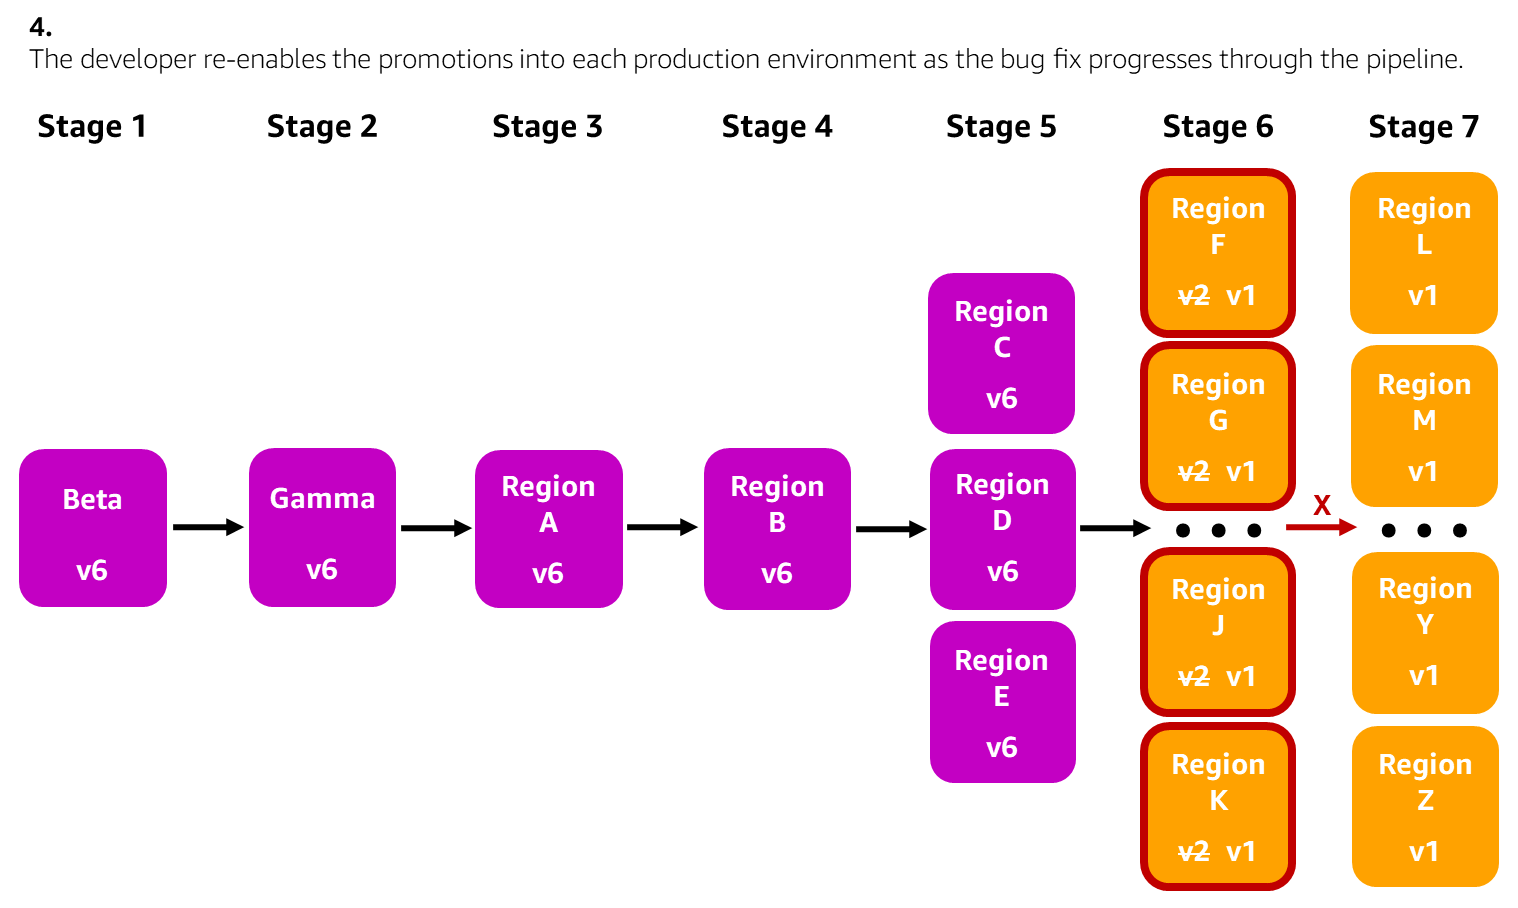 4.
The developer re-enables the promotions into each production environment as the bug fix progresses through the pipeline.
Stage 1
Stage 2
Stage 3
Stage 4
Stage 5
Stage 6
Stage 7
Beta
v6
Gamma
v6
Region
A
v6
Region
B
v6
Region
C
v6
Region
D
v6
Region
E
v6
Region
F
v2 v1
Region
G
v2 v1
• • •
Region
J
v2 v1
Region
K
v2 v1
X
Region
L
v1
Region
M
v1
• • •
Region
Y
v1
Region
Z
v1